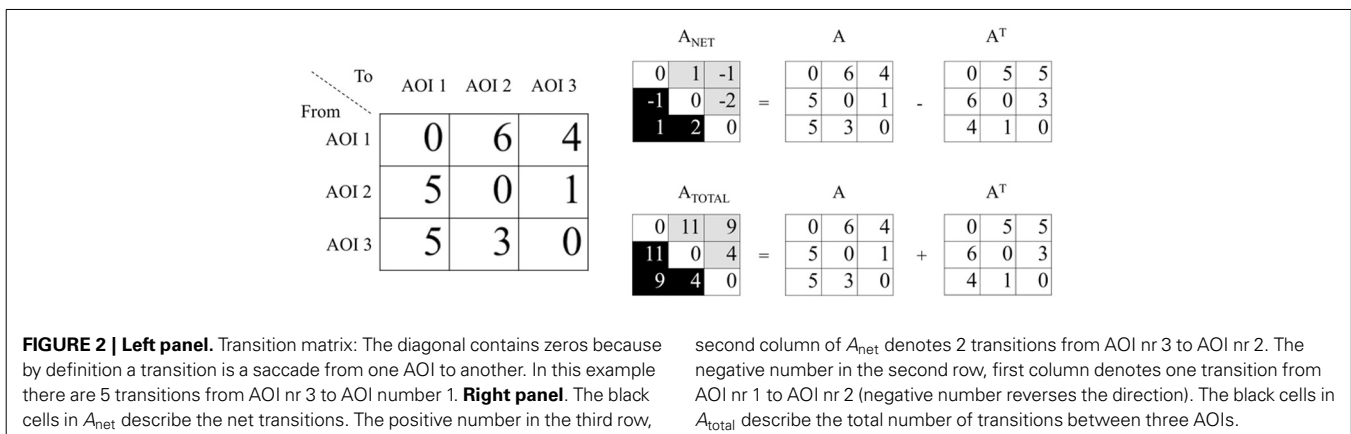 To
From
AOI 1 AOI 2 AOI 3
AOI 1 0 6 4
AOI 2 5 0 1
AOI 3 5 3 0
A_NET A A^T
0 1 -1 0 6 4 0 5 5
-1 0 -2 = 5 0 1 - 6 0 3
1 2 0 5 3 0 4 1 0
A_TOTAL A A^T
0 11 9 0 6 4 0 5 5
11 0 4 = 5 0 1 + 6 0 3
9 4 0 5 3 0 4 1 0
FIGURE 2 | Left panel. Transition matrix: The diagonal contains zeros because
by definition a transition is a saccade from one AOI to another. In this example
there are 5 transitions from AOI nr 3 to AOI number 1. Right panel. The black
cells in A_net describe the net transitions. The positive number in the third row,
second column of A_net denotes 2 transitions from AOI nr 3 to AOI nr 2. The
negative number in the second row, first column denotes one transition from
AOI nr 1 to AOI nr 2 (negative number reverses the direction). The black cells in
A_total describe the total number of transitions between three AOIs.